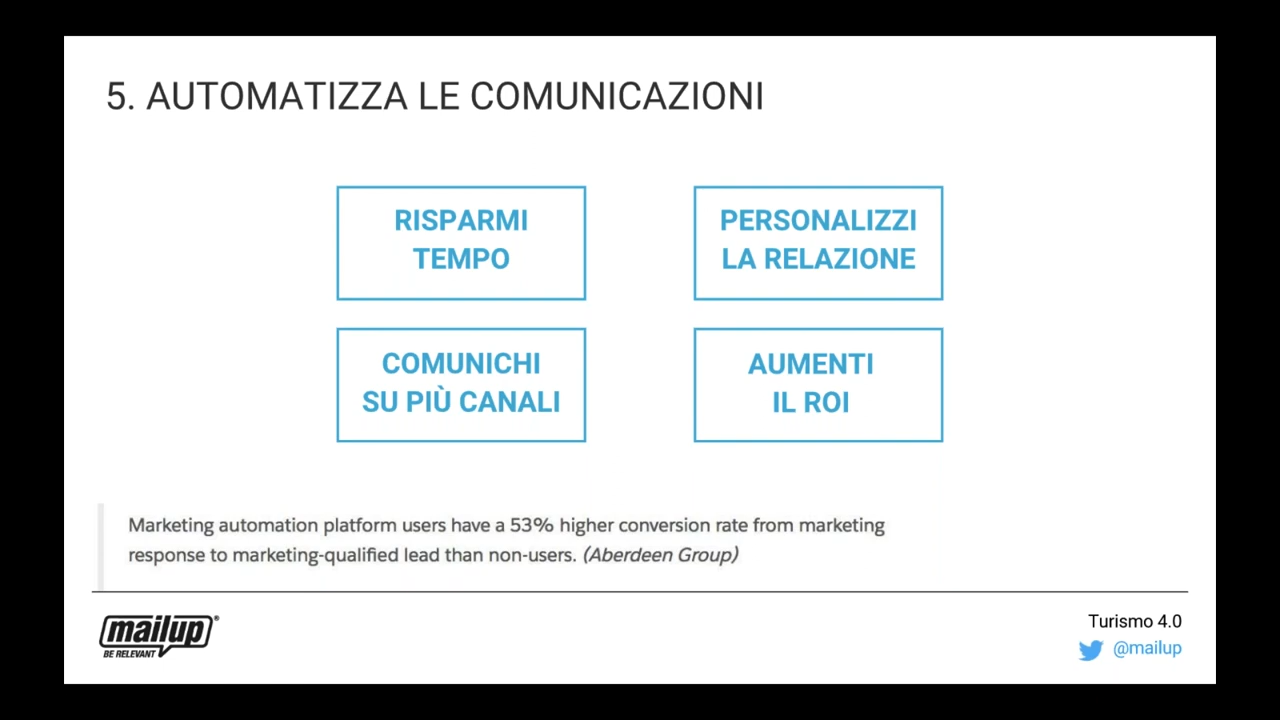 5. AUTOMATIZZA LE COMUNICAZIONI
RISPARMI
TEMPO
PERSONALIZZI
LA RELAZIONE
COMUNICHI
SU PIÙ CANALI
AUMENTI
IL ROI
Marketing automation platform users have a 53% higher conversion rate from marketing
response to marketing-qualified lead than non-users. (Aberdeen Group)
mailup®
BE RELEVANT
Turismo 4.0
@mailup